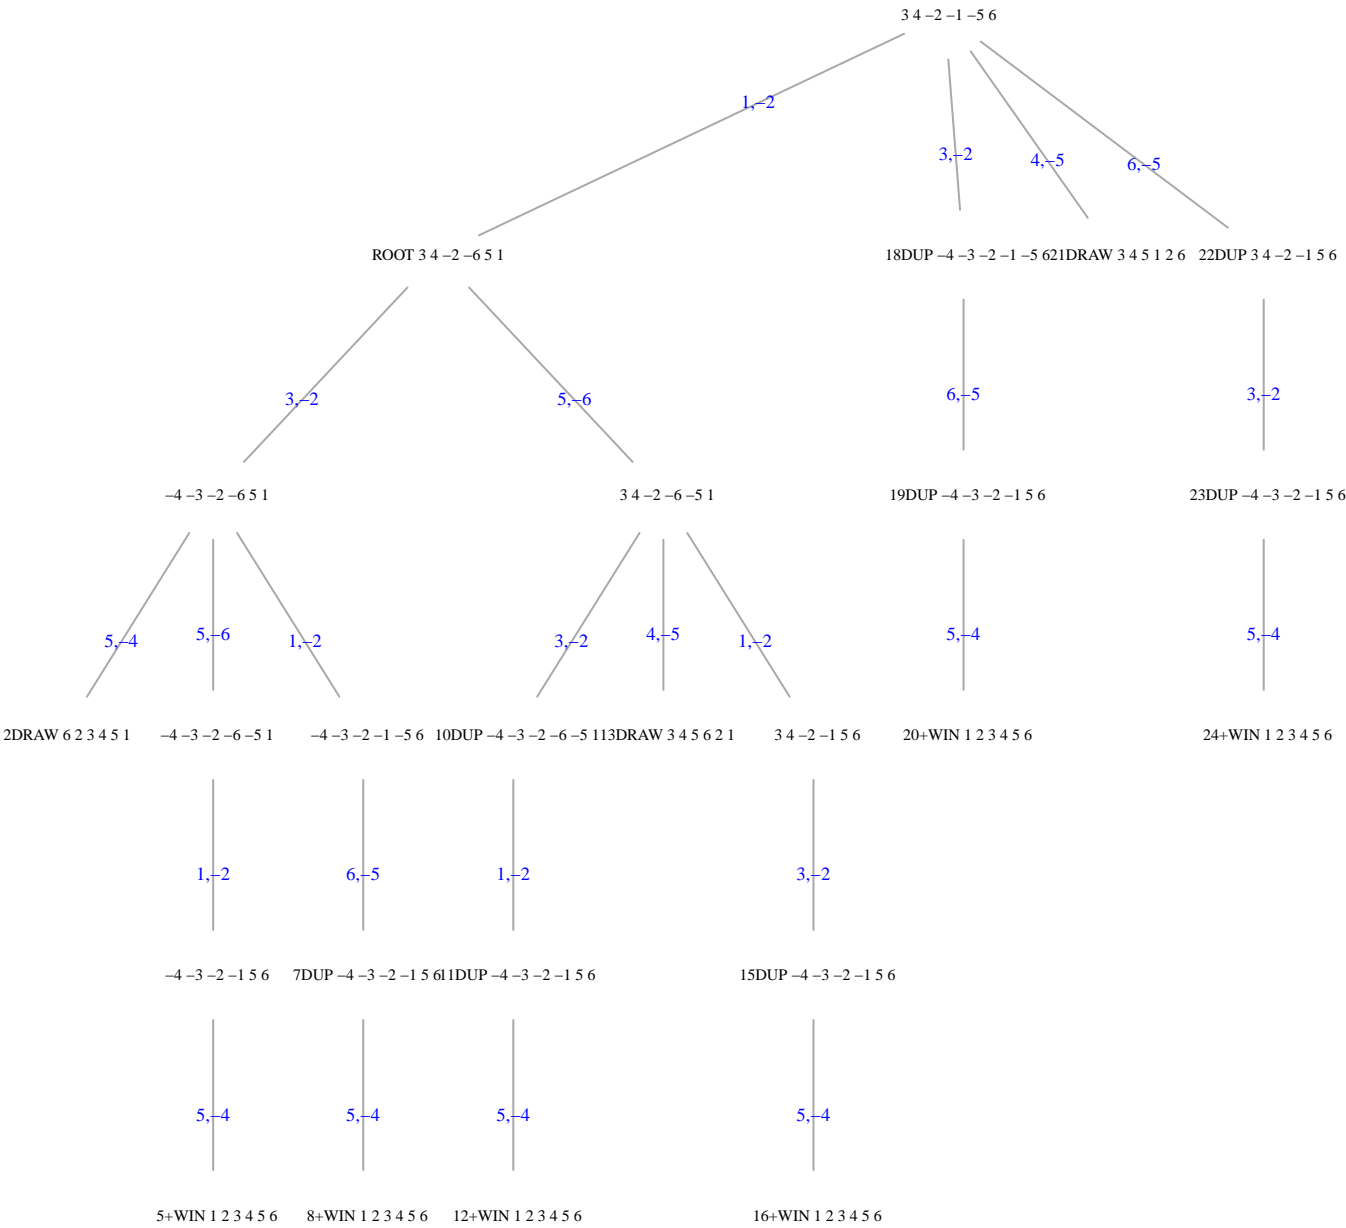 3 4 −2 −1 −5 6
1,−2
3,−2
4,−5
6,−5
ROOT 3 4 −2 −6 5 1
18DUP −4 −3 −2 −1 −5 6
21DRAW 3 4 5 1 2 6
22DUP 3 4 −2 −1 5 6
3,−2
5,−6
6,−5
3,−2
−4 −3 −2 −6 5 1
3 4 −2 −6 −5 1
19DUP −4 −3 −2 −1 5 6
23DUP −4 −3 −2 −1 5 6
5,−4
5,−6
1,−2
3,−2
4,−5
1,−2
5,−4
5,−4
2DRAW 6 2 3 4 5 1
−4 −3 −2 −6 −5 1
−4 −3 −2 −1 −5 6
10DUP −4 −3 −2 −6 −5 1
13DRAW 3 4 5 6 2 1
3 4 −2 −1 5 6
20+WIN 1 2 3 4 5 6
24+WIN 1 2 3 4 5 6
1,−2
6,−5
1,−2
3,−2
−4 −3 −2 −1 5 6
7DUP −4 −3 −2 −1 5 6
11DUP −4 −3 −2 −1 5 6
15DUP −4 −3 −2 −1 5 6
5,−4
5,−4
5,−4
5,−4
5+WIN 1 2 3 4 5 6
8+WIN 1 2 3 4 5 6
12+WIN 1 2 3 4 5 6
16+WIN 1 2 3 4 5 6